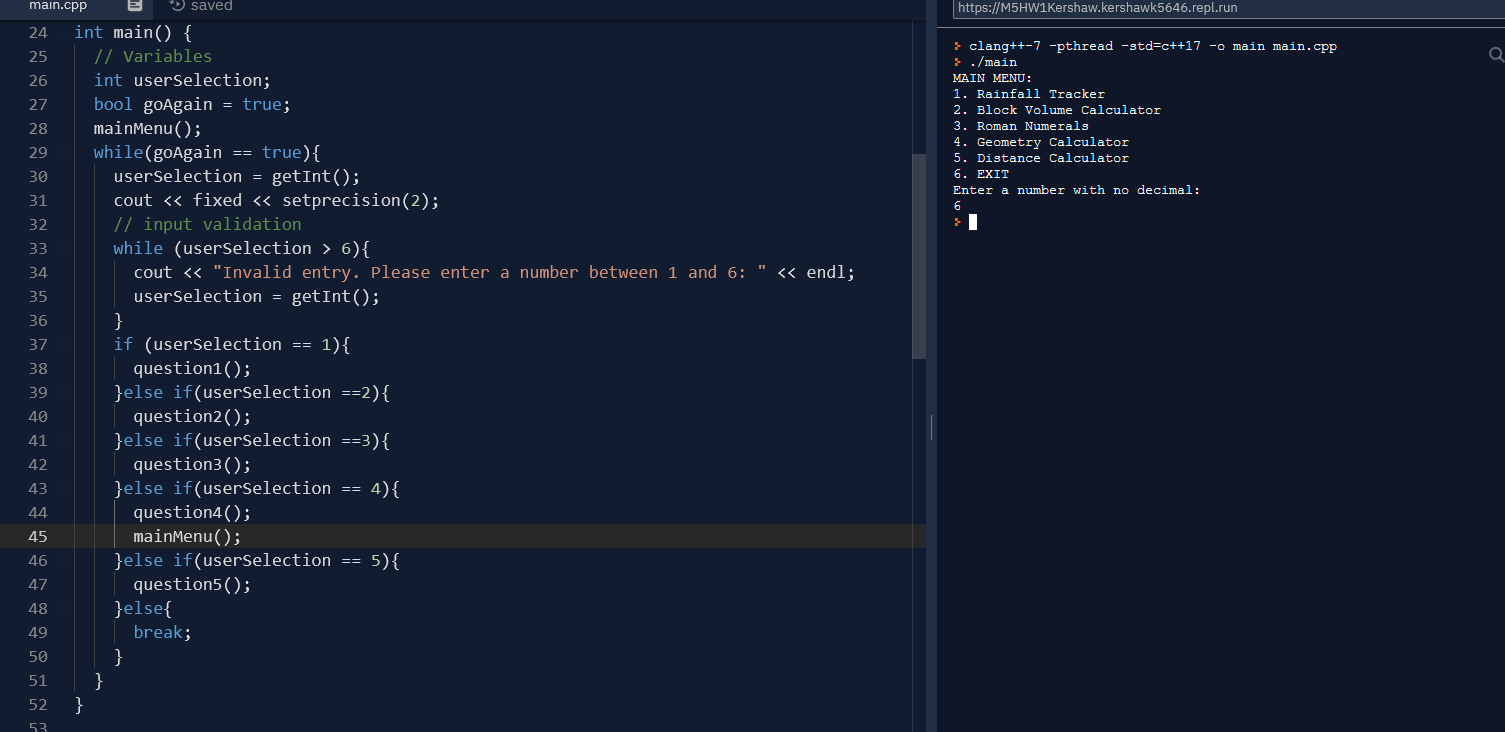 main.cpp saved
24 int main() {
25 // Variables
26 int userSelection;
27 bool goAgain = true;
28 mainMenu();
29 while(goAgain == true){
30 userSelection = getInt();
31 cout << fixed << setprecision(2);
32 // input validation
33 while (userSelection > 6){
34 cout << "Invalid entry. Please enter a number between 1 and 6: " << endl;
35 userSelection = getInt();
36 }
37 if (userSelection == 1){
38 question1();
39 }else if(userSelection ==2){
40 question2();
41 }else if(userSelection ==3){
42 question3();
43 }else if(userSelection == 4){
44 question4();
45 mainMenu();
46 }else if(userSelection == 5){
47 question5();
48 }else{
49 break;
50 }
51 }
52 }
53
https://M5HW1Kershaw.kershawk5646.repl.run
clang++-7 -pthread -std=c++17 -o main main.cpp
./main
MAIN MENU:
1. Rainfall Tracker
2. Block Volume Calculator
3. Roman Numerals
4. Geometry Calculator
5. Distance Calculator
6. EXIT
Enter a number with no decimal:
6